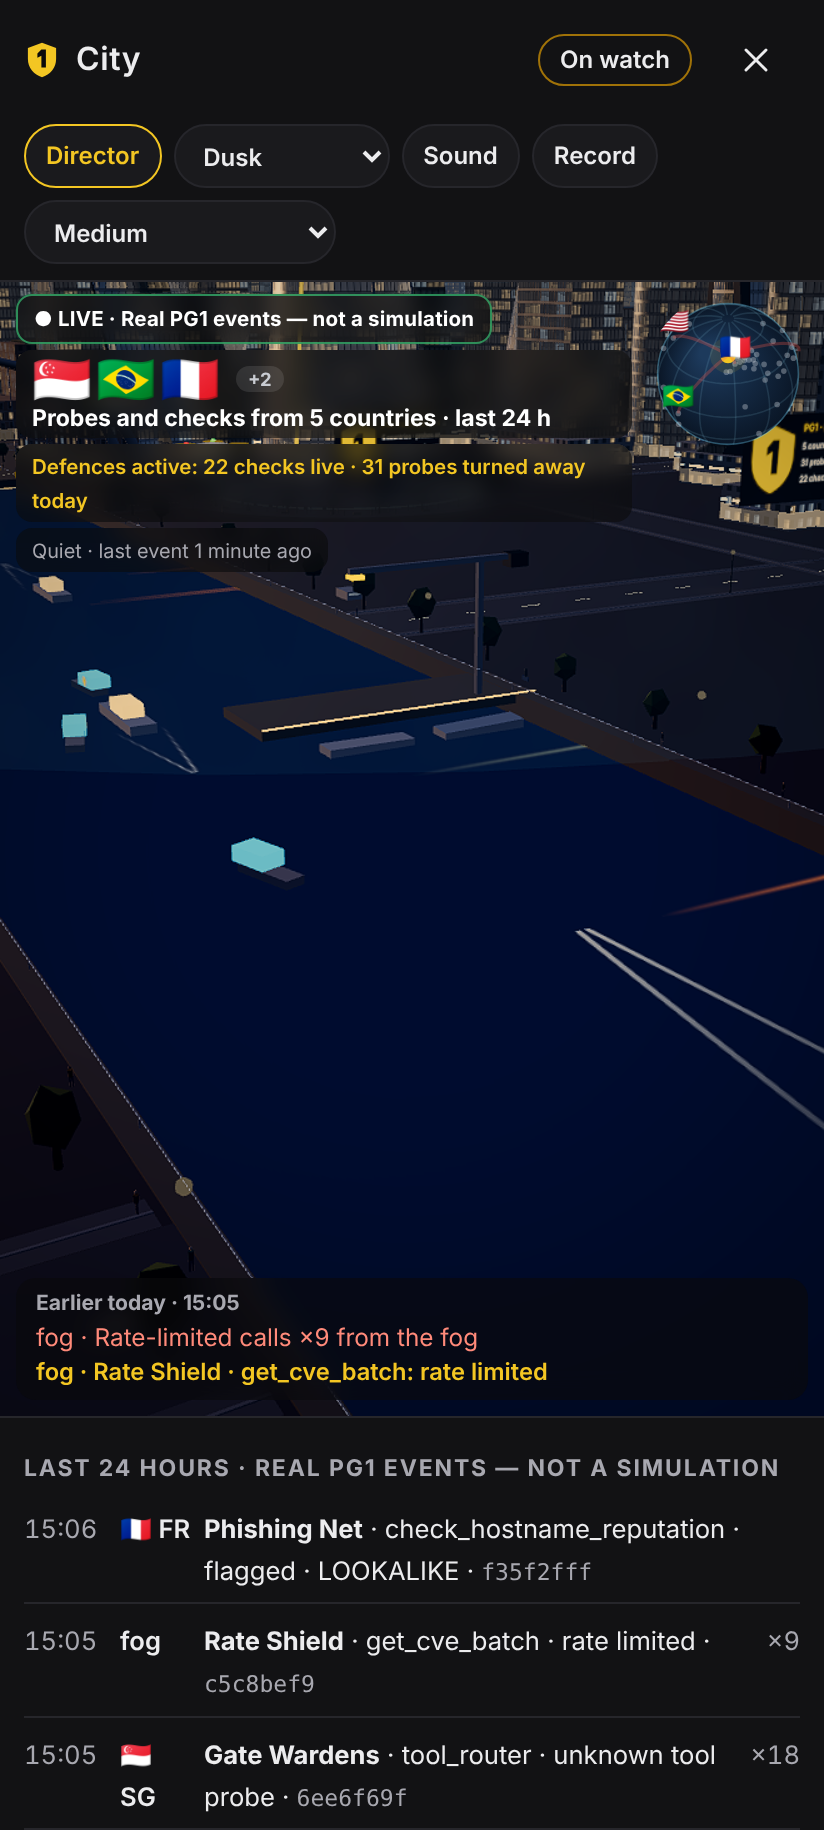 1 City
On watch
Director
Dusk
Sound
Record
Medium
LIVE · Real PG1 events — not a simulation
+2
Probes and checks from 5 countries · last 24 h
Defences active: 22 checks live · 31 probes turned away
today
Quiet · last event 1 minute ago
1
Earlier today · 15:05
fog · Rate-limited calls ×9 from the fog
fog · Rate Shield · get_cve_batch: rate limited
LAST 24 HOURS · REAL PG1 EVENTS — NOT A SIMULATION
15:06 FR Phishing Net · check_hostname_reputation ·
flagged · LOOKALIKE · f35f2fff
15:05 fog Rate Shield · get_cve_batch · rate limited · ×9
c5c8bef9
15:05 Gate Wardens · tool_router · unknown tool ×18
SG probe · 6ee6f69f